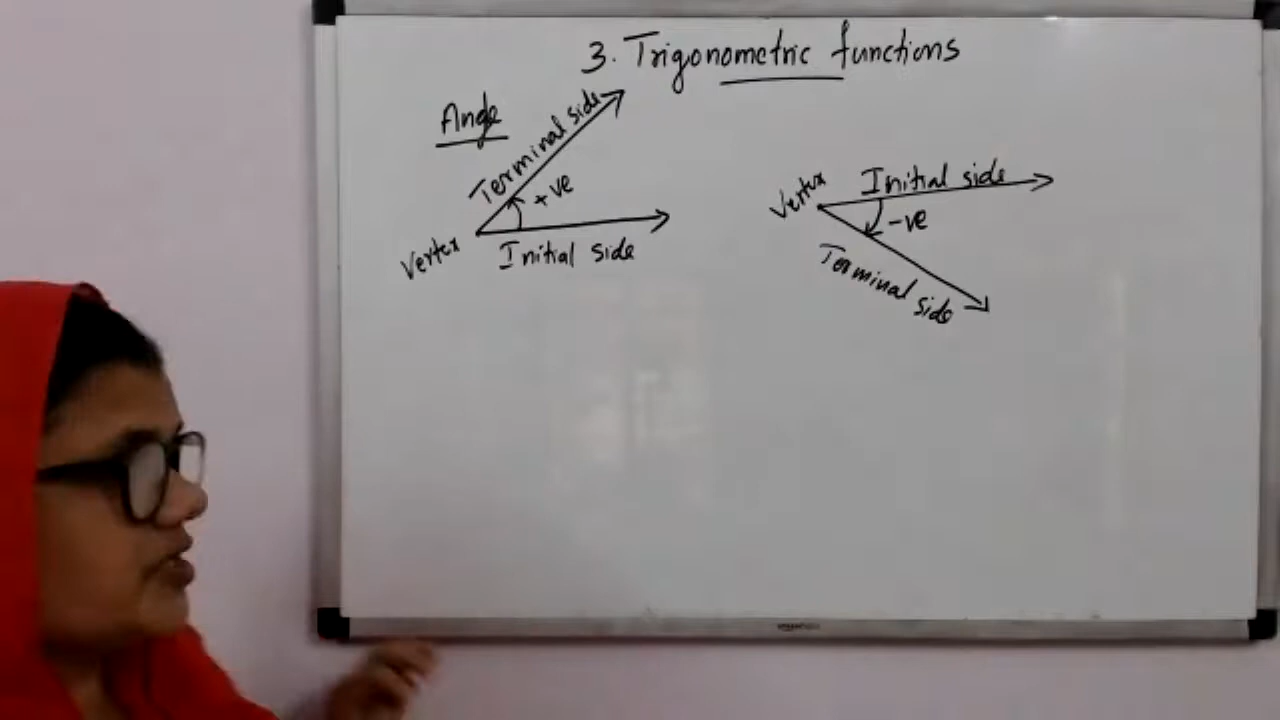 3. Trigonometric functions
Angle
Terminal side
+ve
Vertex
Initial side
Vertex
Initial side
-ve
Terminal side